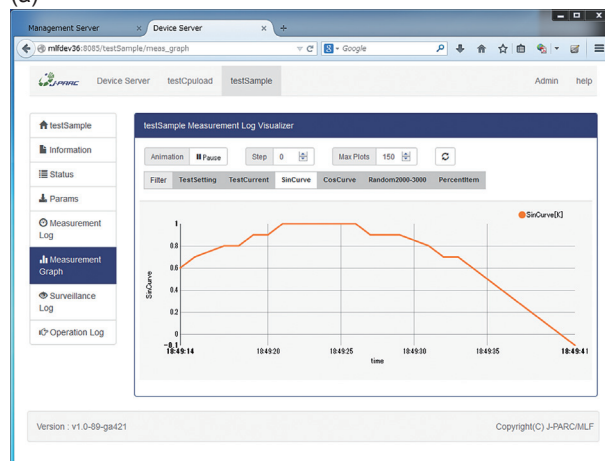 (a)
Management Server × Device Server × +
mlfdev36:8085/testSample/meas_graph Google
J-PARC Device Server testCpuload testSample Admin help
testSample
Information
Status
Params
Measurement
Log
Measurement
Graph
Surveillance
Log
Operation Log
testSample Measurement Log Visualizer
Animation Pause Step 0 Max Plots 150
Filter TestSetting TestCurrent SinCurve CosCurve Random2000-3000 PercentItem
SinCurve[K]
SinCurve
1
0.8
0.6
0.4
0.2
0
-0.1
18:49:14 18:49:20 18:49:25 18:49:30 18:49:35 18:49:41
time
Version : v1.0-89-ga421 Copyright(C) J-PARC/MLF